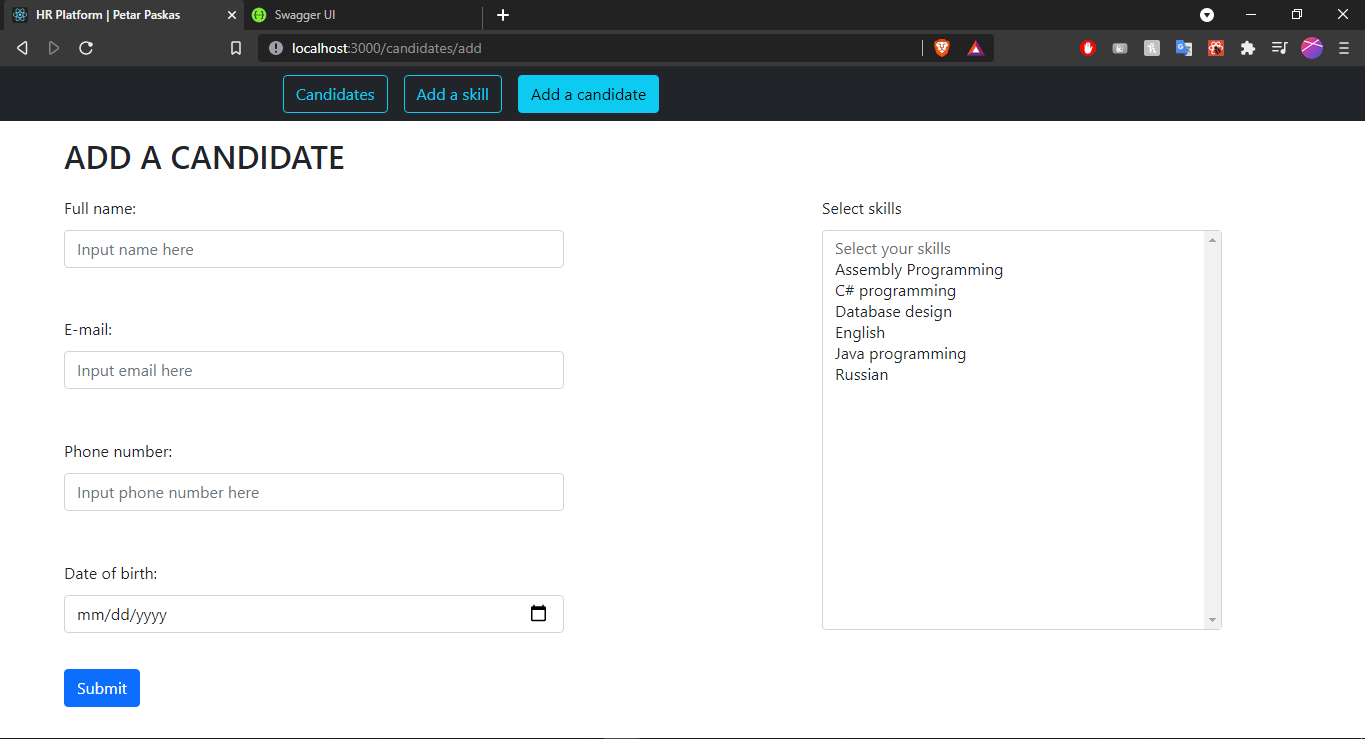 HR Platform | Petar Paskas
Swagger UI
localhost:3000/candidates/add
Candidates
Add a skill
Add a candidate
ADD A CANDIDATE
Full name:
Input name here
E-mail:
Input email here
Phone number:
Input phone number here
Date of birth:
mm/dd/yyyy
Submit
Select skills
Select your skills
Assembly Programming
C# programming
Database design
English
Java programming
Russian